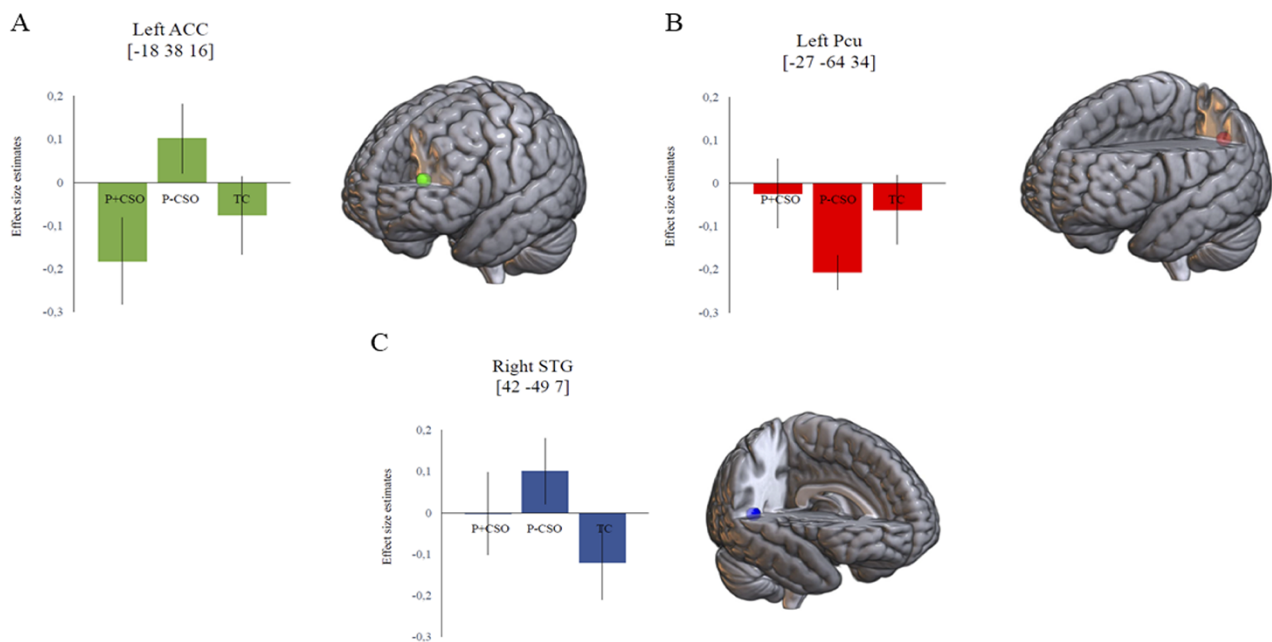 A
Left ACC
[-18 38 16]
Effect size estimates
0,2
0,1
0
-0,1
-0,2
-0,3
P+CSO
P-CSO
TC
B
Left Pcu
[-27 -64 34]
Effect size estimates
0,2
0,1
0
-0,1
-0,2
-0,3
P+CSO
P-CSO
TC
C
Right STG
[42 -49 7]
Effect size estimates
0,2
0,1
0
-0,1
-0,2
-0,3
P+CSO
P-CSO
TC